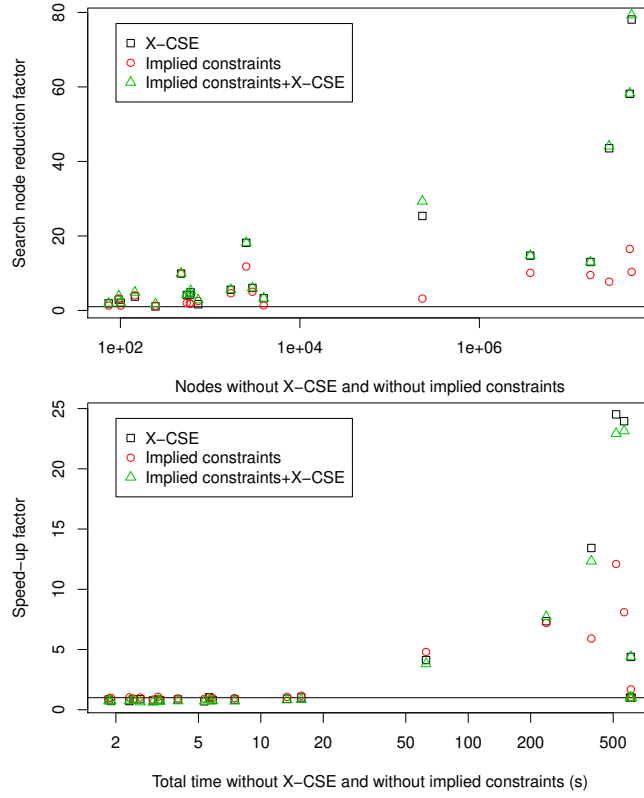 80
60
40
20
0
Search node reduction factor
X−CSE
Implied constraints
Implied constraints+X−CSE
1e+02 1e+04 1e+06
Nodes without X−CSE and without implied constraints
25
20
15
10
5
0
Speed−up factor
X−CSE
Implied constraints
Implied constraints+X−CSE
2 5 10 20 50 100 200 500
Total time without X−CSE and without implied constraints (s)